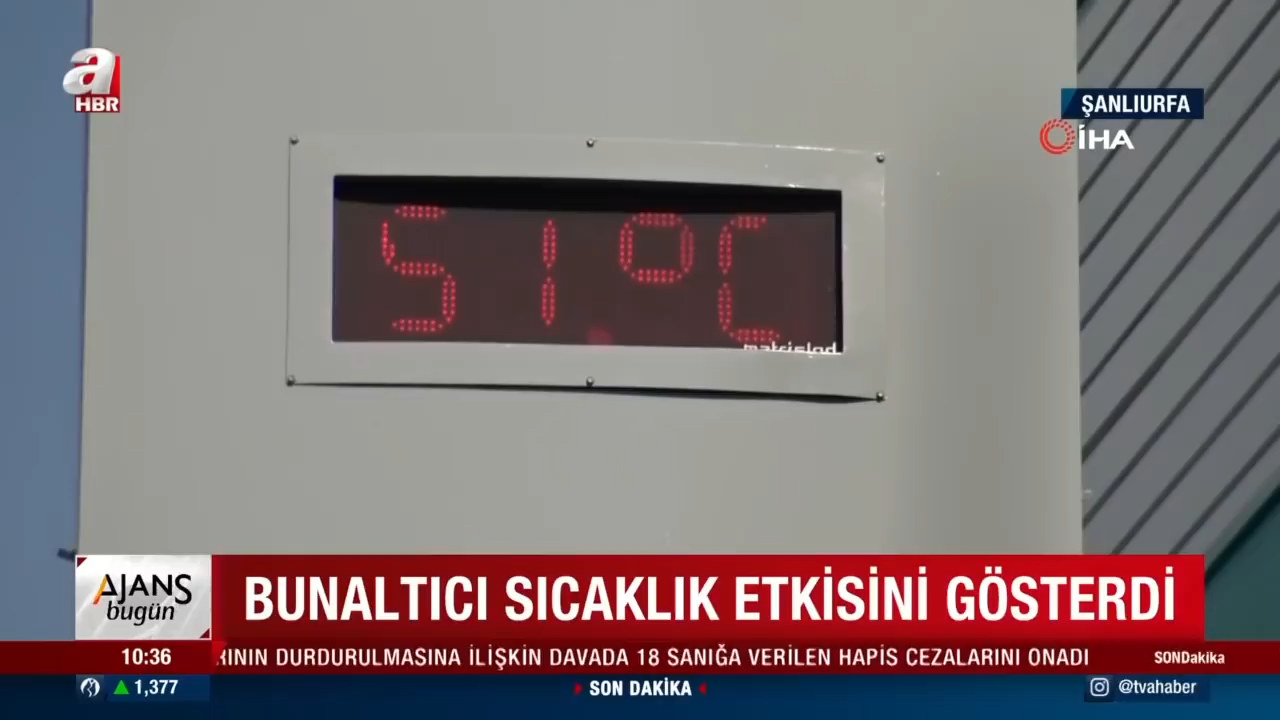 a
HBR
ŞANLIURFA
İHA
51°C
AJANS
bugün
BUNALTICI SICAKLIK ETKİSİNİ GÖSTERDİ
10:36
RININ DURDURULMASINA İLİŞKİN DAVADA 18 SANIĞA VERİLEN HAPİS CEZALARINI ONADI
SONDakika
1,377
SON DAKİKA
@tvahaber